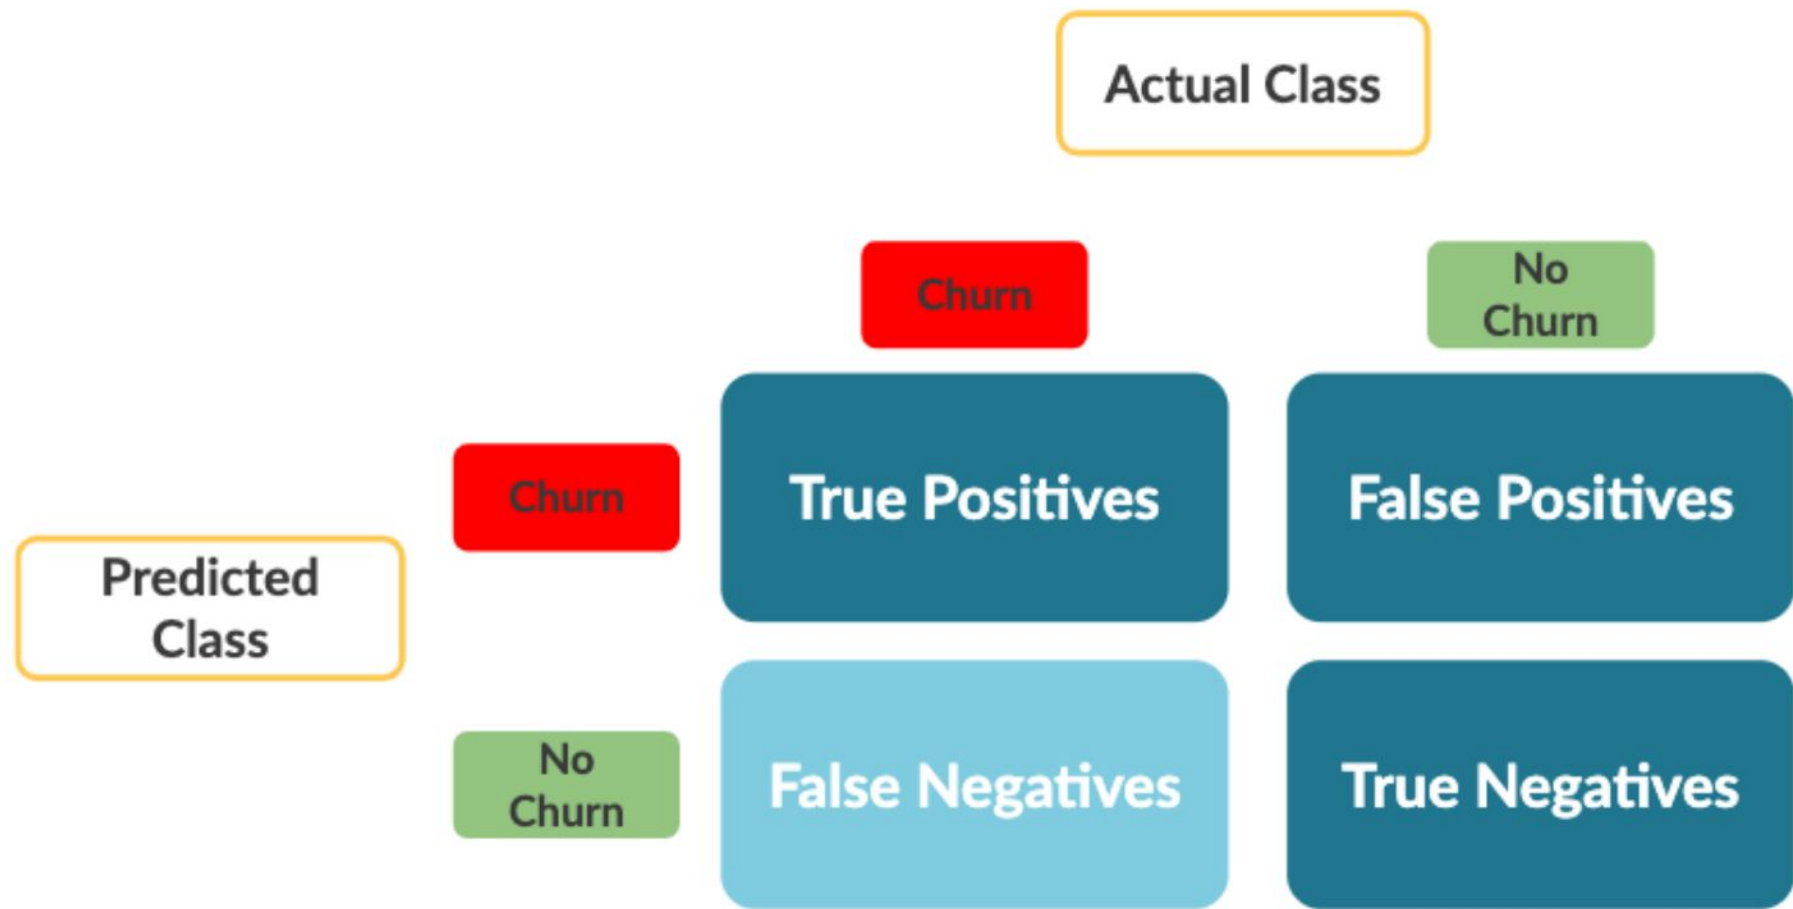 Actual Class
Churn
No
Churn
Churn
True Positives
False Positives
Predicted
Class
No
Churn
False Negatives
True Negatives